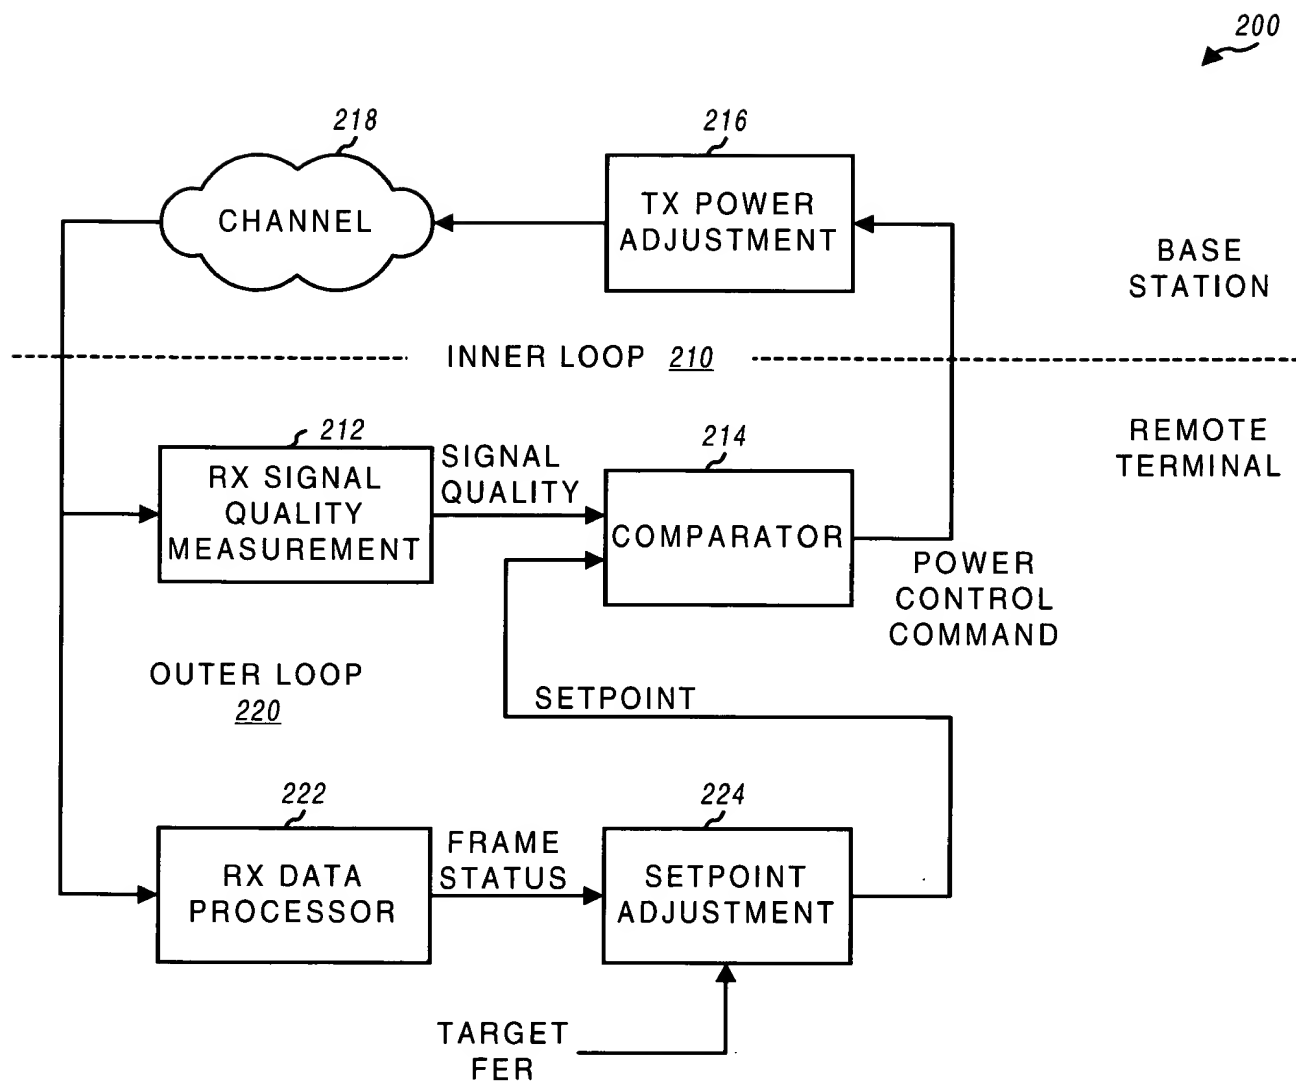 200
218
216
CHANNEL
TX POWER
ADJUSTMENT
BASE
STATION
INNER LOOP 210
REMOTE
TERMINAL
212
RX SIGNAL
QUALITY
MEASUREMENT
SIGNAL
QUALITY
214
COMPARATOR
POWER
CONTROL
COMMAND
OUTER LOOP
220
SETPOINT
222
RX DATA
PROCESSOR
FRAME
STATUS
224
SETPOINT
ADJUSTMENT
TARGET
FER